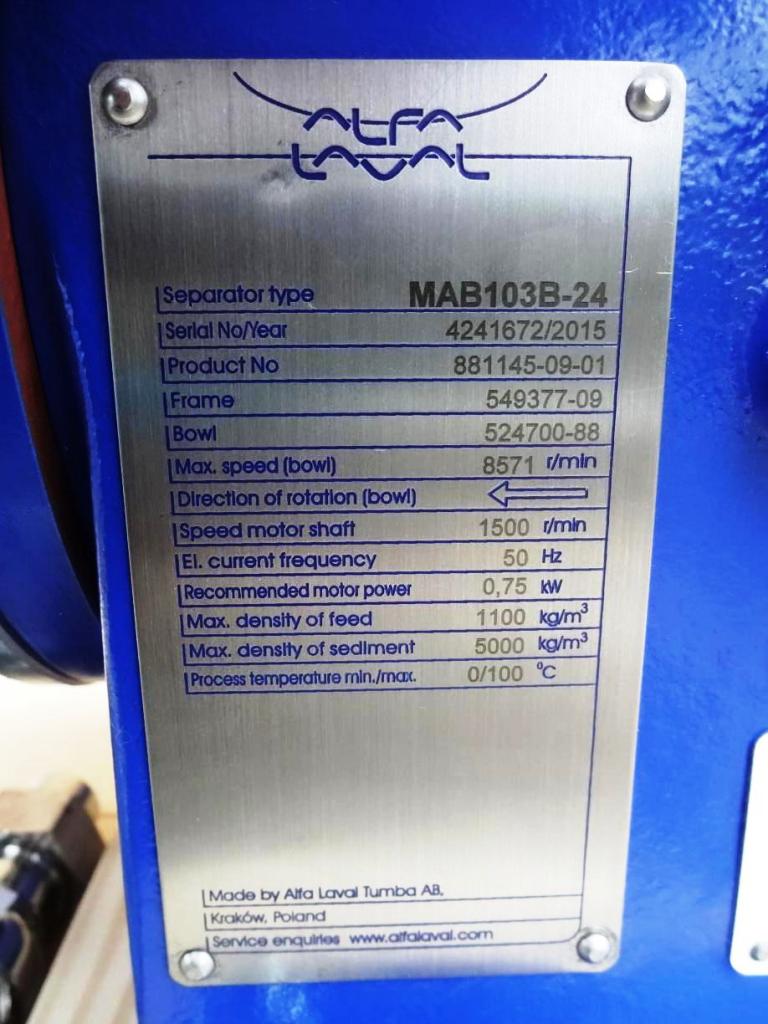 ALFA
LAVAL
Separator type MAB103B-24
Serial No/Year 4241672/2015
Product No 881145-09-01
Frame 549377-09
Bowl 524700-88
Max. speed (bowl) 8571 r/min
Direction of rotation (bowl)
Speed motor shaft 1500 r/min
El. current frequency 50 Hz
Recommended motor power 0,75 kW
Max. density of feed 1100 kg/m³
Max. density of sediment 5000 kg/m³
Process temperature min./max. 0/100 °C
Made by Alfa Laval Tumba AB,
Kraków, Poland
Service enquiries www.alfalaval.com